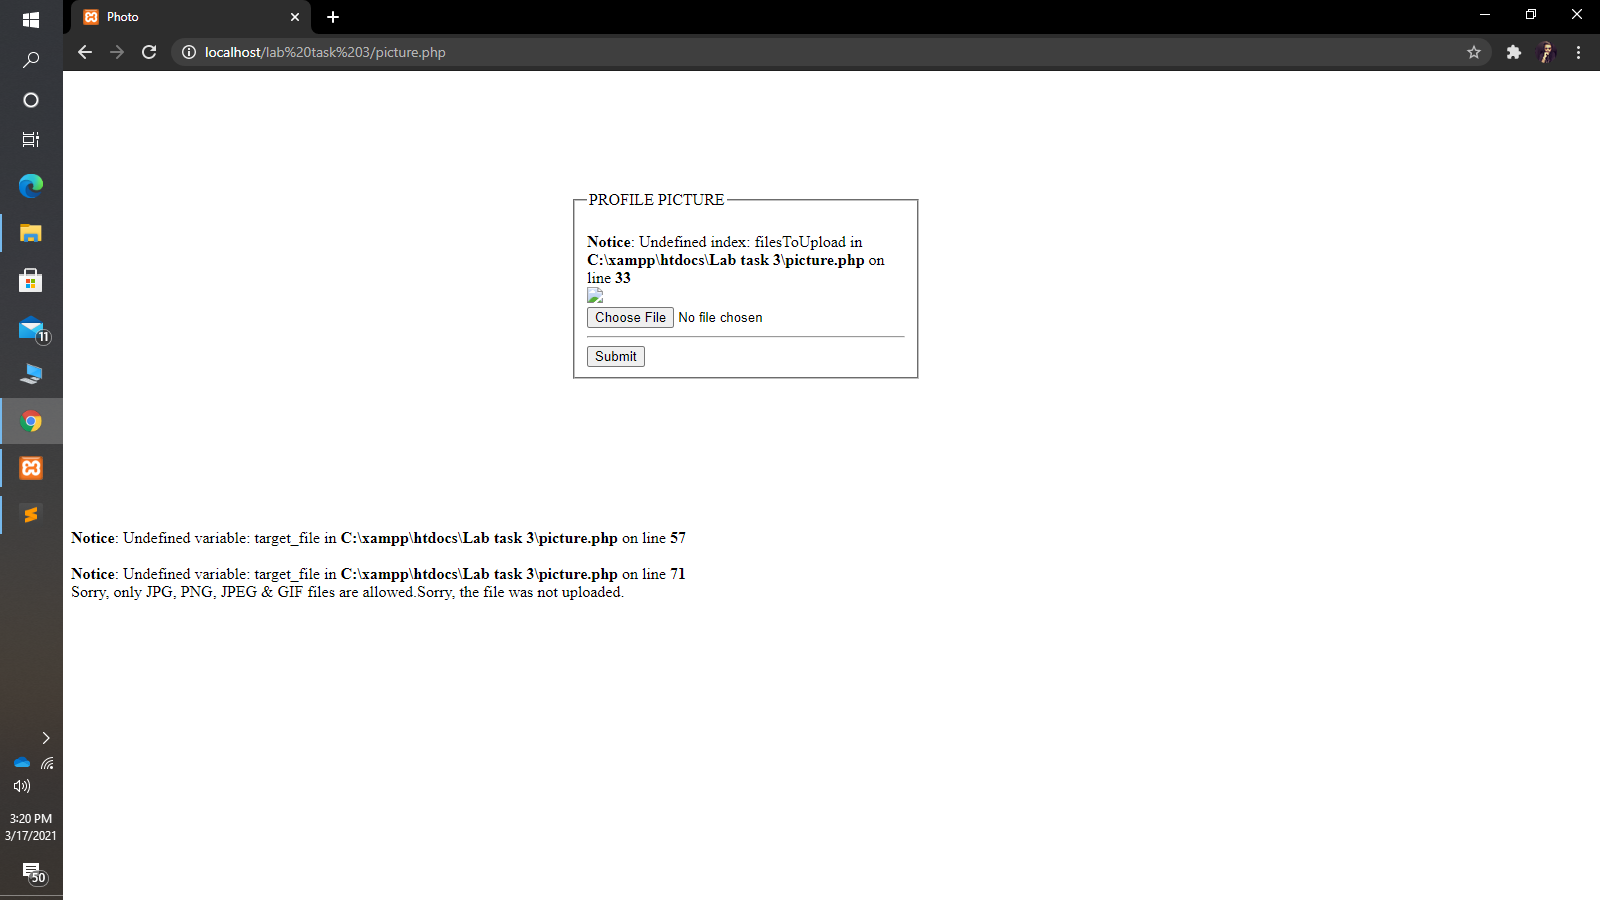 Photo
localhost/lab%20task%203/picture.php
PROFILE PICTURE
Notice: Undefined index: filesToUpload in
C:\xampp\htdocs\Lab task 3\picture.php on
line 33
Choose File No file chosen
Submit
Notice: Undefined variable: target_file in C:\xampp\htdocs\Lab task 3\picture.php on line 57
Notice: Undefined variable: target_file in C:\xampp\htdocs\Lab task 3\picture.php on line 71
Sorry, only JPG, PNG, JPEG & GIF files are allowed.Sorry, the file was not uploaded.
11
3:20 PM
3/17/2021
50